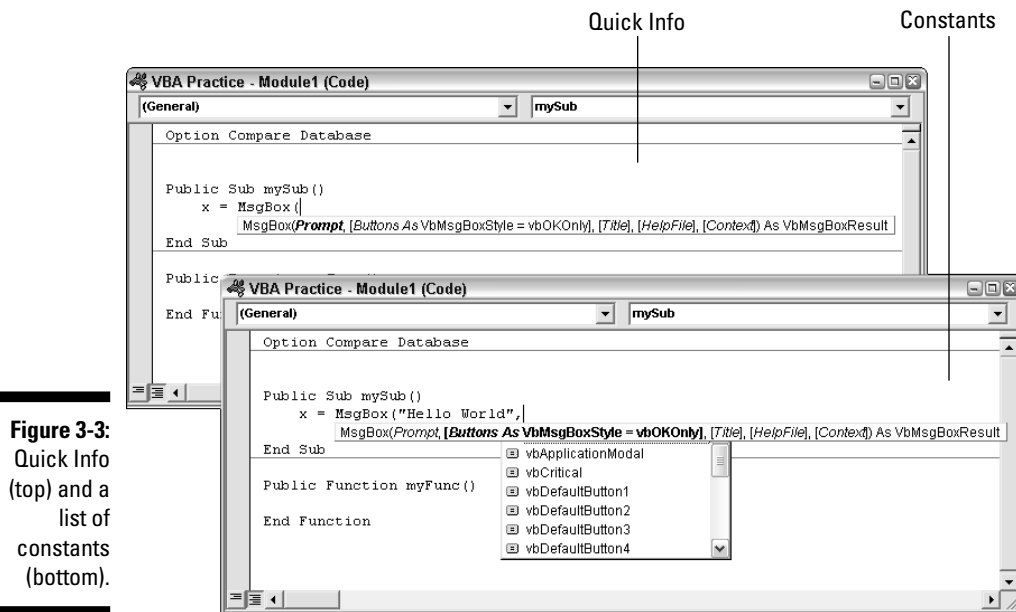 Quick Info
Constants
VBA Practice - Module1 (Code)
(General)
mySub
Option Compare Database
Public Sub mySub()
x = MsgBox(
MsgBox(Prompt, [Buttons As VbMsgBoxStyle = vbOKOnly], [Title], [HelpFile], [Context]) As VbMsgBoxResult
End Sub
Public
End Fu
VBA Practice - Module1 (Code)
(General)
mySub
Option Compare Database
Public Sub mySub()
x = MsgBox("Hello World",
MsgBox(Prompt, [Buttons As VbMsgBoxStyle = vbOKOnly], [Title], [HelpFile], [Context]) As VbMsgBoxResult
End Sub
vbApplicationModal
vbCritical
Public Function myFunc()
vbDefaultButton1
vbDefaultButton2
End Function
vbDefaultButton3
vbDefaultButton4
Figure 3-3:
Quick Info
(top) and a
list of
constants
(bottom).